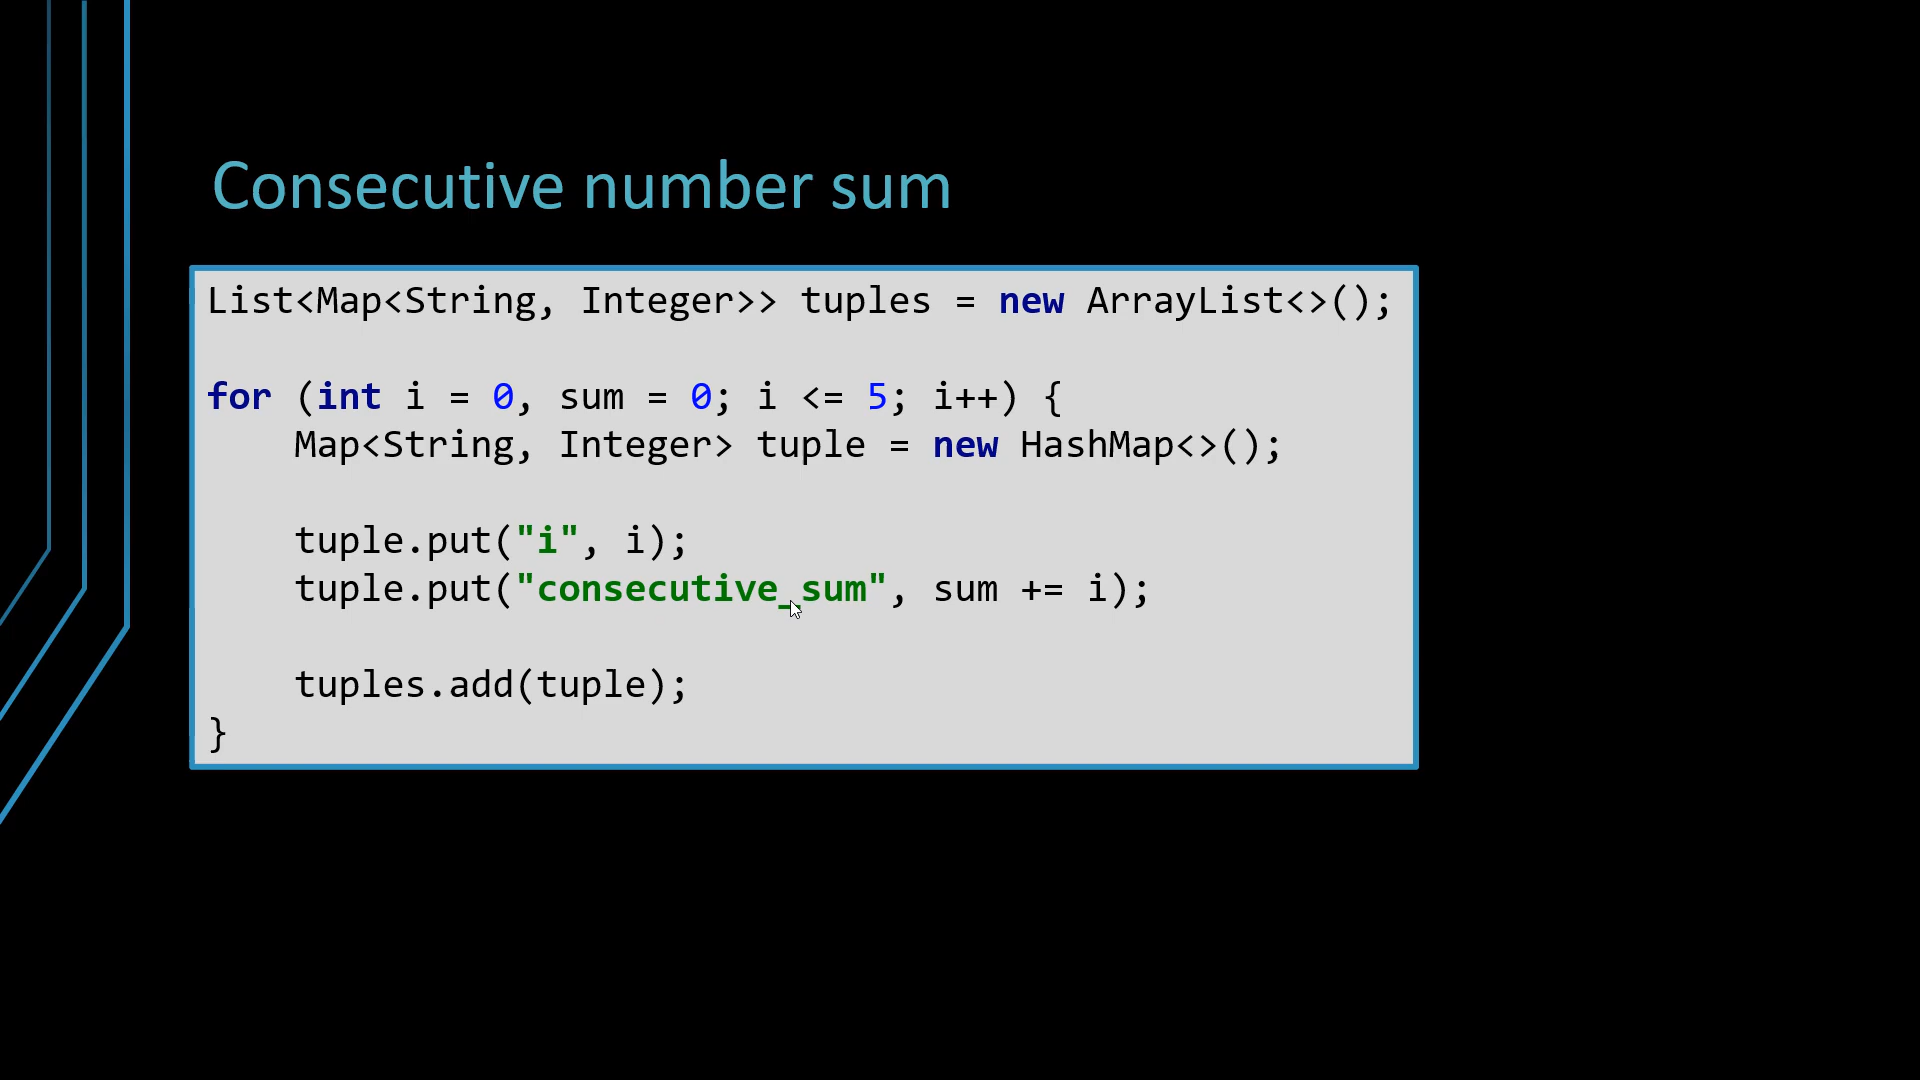 Consecutive number sum
List<Map<String, Integer>> tuples = new ArrayList<>();
for (int i = 0, sum = 0; i <= 5; i++) {
    Map<String, Integer> tuple = new HashMap<>();
    tuple.put("i", i);
    tuple.put("consecutive_sum", sum += i);
    tuples.add(tuple);
}